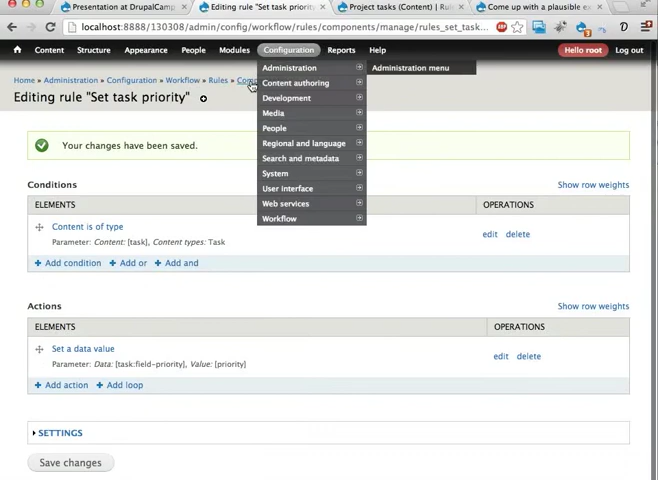 Presentation at DrupalCamp
Editing rule "Set task priority"
Project tasks (Content) | Rul
Come up with a plausible ex
localhost:8888/130308/admin/config/workflow/rules/components/manage/rules_set_task...
Content Structure Appearance People Modules Configuration Reports Help Hello root Log out
Administration
Administration menu
Content authoring
Development
Media
People
Regional and language
Search and metadata
System
User interface
Web services
Workflow
Home » Administration » Configuration » Workflow » Rules » Comp
Editing rule "Set task priority"
Your changes have been saved.
Conditions
Show row weights
ELEMENTS OPERATIONS
Content is of type
edit delete
Parameter: Content: [task], Content types: Task
Add condition Add or Add and
Actions
Show row weights
ELEMENTS OPERATIONS
Set a data value
edit delete
Parameter: Data: [task:field-priority], Value: [priority]
Add action Add loop
SETTINGS
Save changes